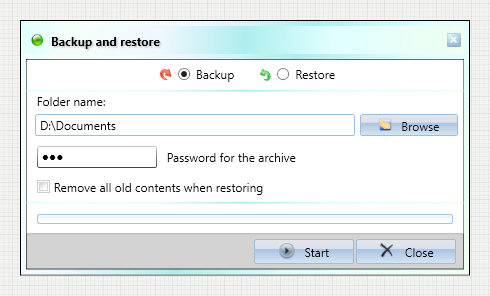 Backup and restore
Backup Restore
Folder name:
D:\Documents Browse
●●● Password for the archive
Remove all old contents when restoring
Start Close